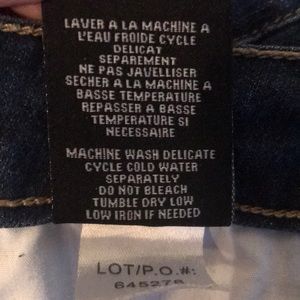 LAVER A LA MACHINE A
L'EAU FROIDE CYCLE
DELICAT
SEPAREMENT
NE PAS JAVELLISER
SECHER A LA MACHINE A
BASSE TEMPERATURE
REPASSER A BASSE
TEMPERATURE SI
NECESSAIRE
MACHINE WASH DELICATE
CYCLE COLD WATER
SEPARATELY
DO NOT BLEACH
TUMBLE DRY LOW
LOW IRON IF NEEDED
LOT/P.O.#:
645278